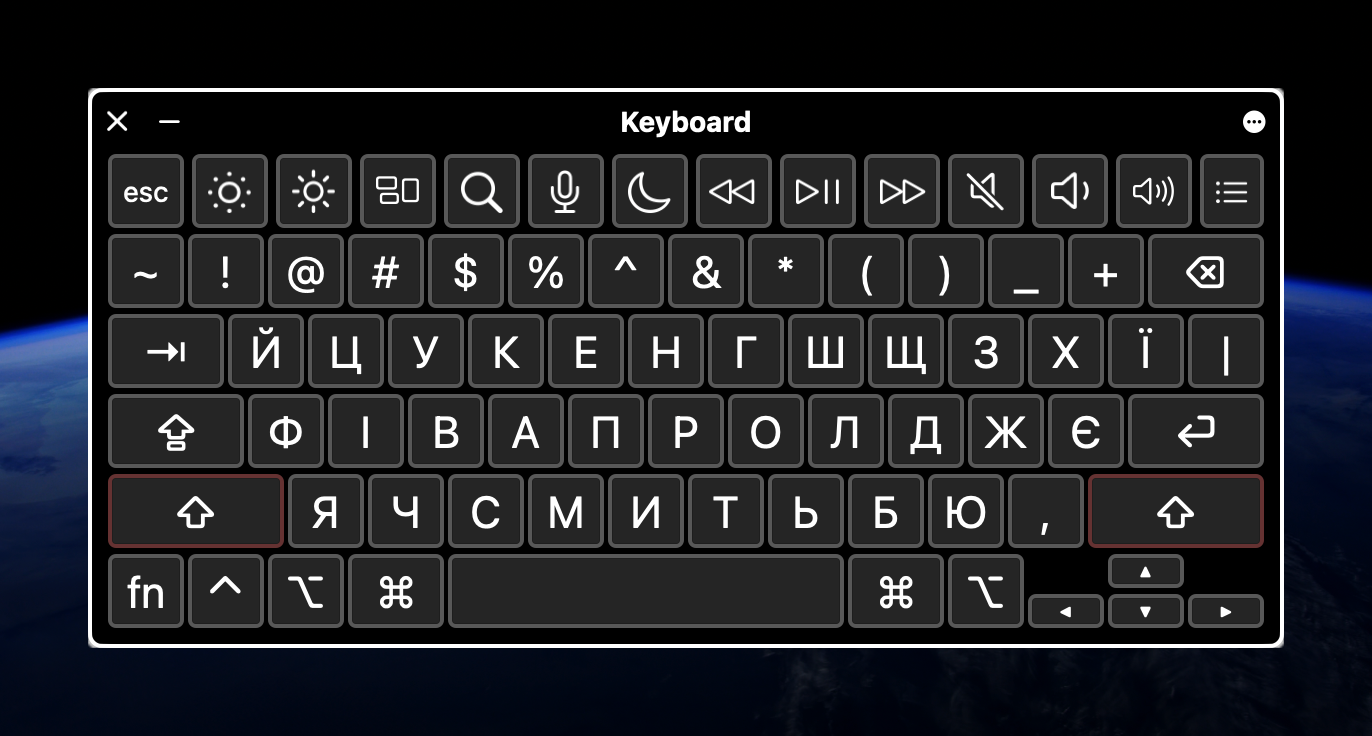 Keyboard
esc
~ ! @ # $ % ^ & * ( ) _ +
Й Ц У К Е Н Г Ш Щ З Х Ї |
Ф І В А П Р О Л Д Ж Є
Я Ч С М И Т Ь Б Ю ,
fn ^ ⌥ ⌘ ⌘ ⌥